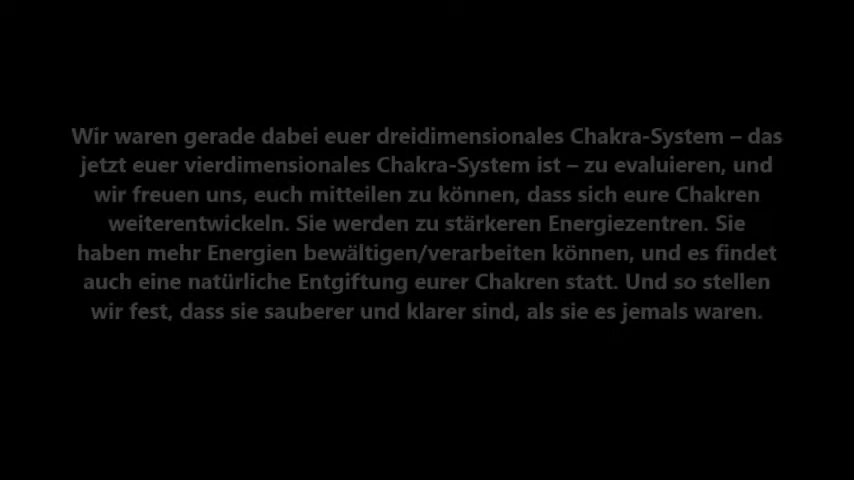 Wir waren gerade dabei euer dreidimensionales Chakra-System – das
jetzt euer vierdimensionales Chakra-System ist – zu evaluieren, und
wir freuen uns, euch mitteilen zu können, dass sich eure Chakren
weiterentwickeln. Sie werden zu stärkeren Energiezentren. Sie
haben mehr Energien bewältigen/verarbeiten können, und es findet
auch eine natürliche Entgiftung eurer Chakren statt. Und so stellen
wir fest, dass sie sauberer und klarer sind, als sie es jemals waren.